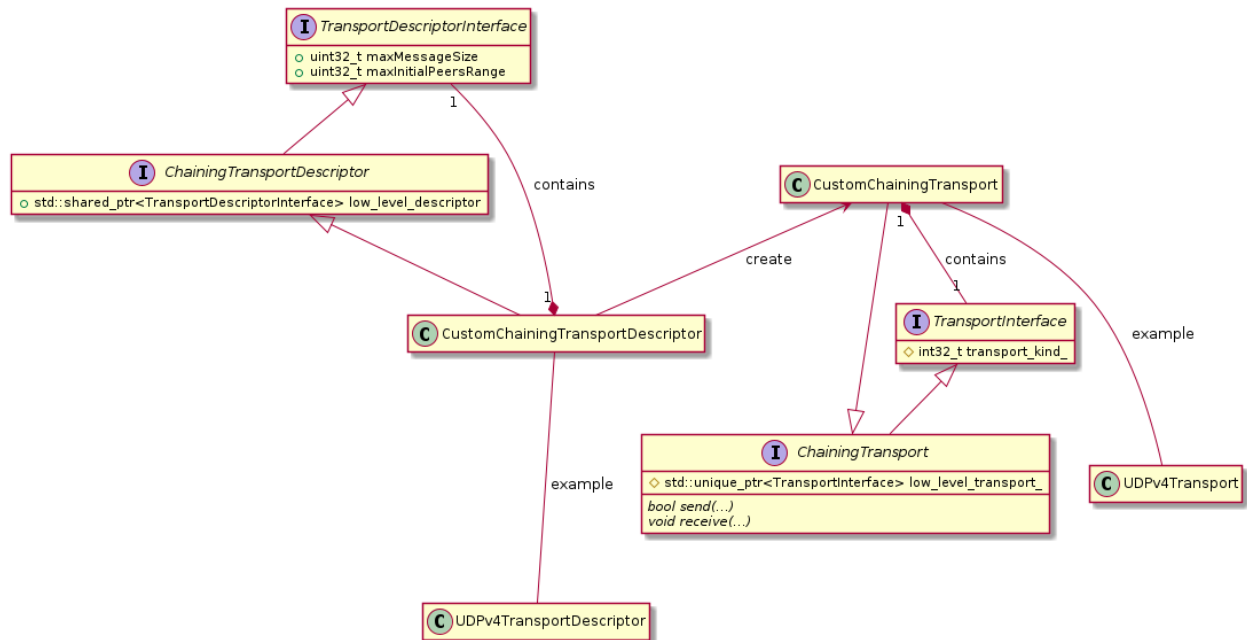 I TransportDescriptorInterface
uint32_t maxMessageSize
uint32_t maxInitialPeersRange
1
I ChainingTransportDescriptor
std::shared_ptr<TransportDescriptorInterface> low_level_descriptor
contains
C CustomChainingTransport
1
create
contains
1
1
C CustomChainingTransportDescriptor
I TransportInterface
int32_t transport_kind_
example
I ChainingTransport
std::unique_ptr<TransportInterface> low_level_transport_
bool send(...)
void receive(...)
C UDPv4Transport
example
C UDPv4TransportDescriptor